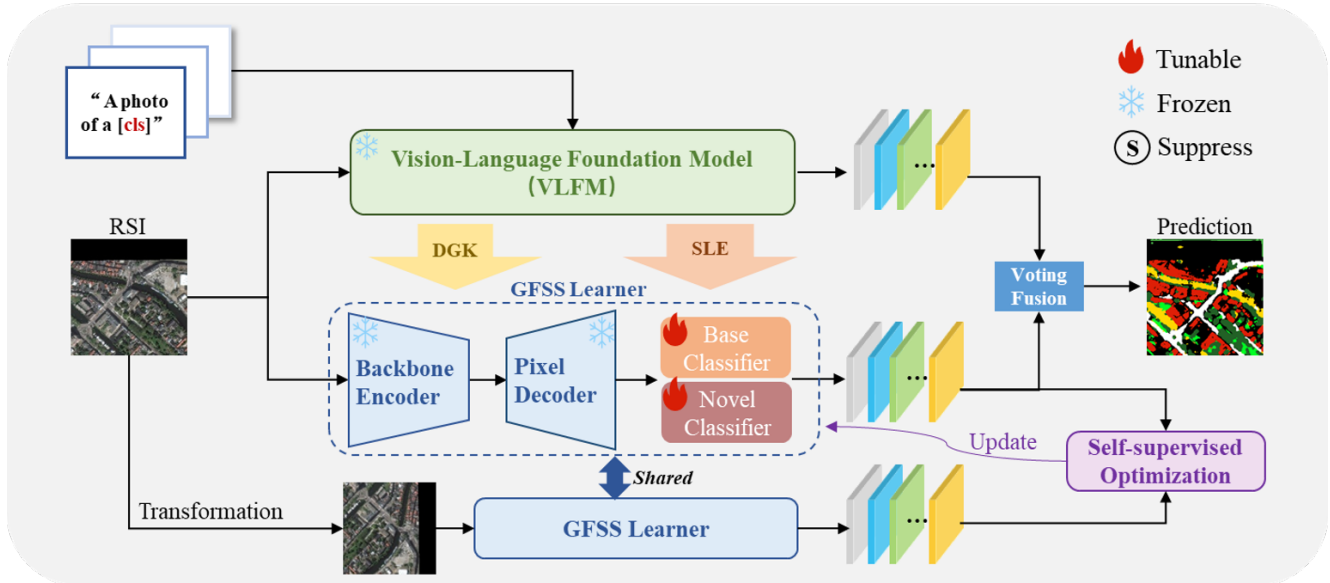 “ A photo
of a [cls]”
Tunable
Frozen
S Suppress
Vision-Language Foundation Model
(VLFM)
...
RSI
DGK
SLE
Prediction
GFSS Learner
Voting
Fusion
Backbone
Encoder
Pixel
Decoder
Base
Classifier
Novel
Classifier
...
Update
Self-supervised
Optimization
Shared
Transformation
GFSS Learner
...